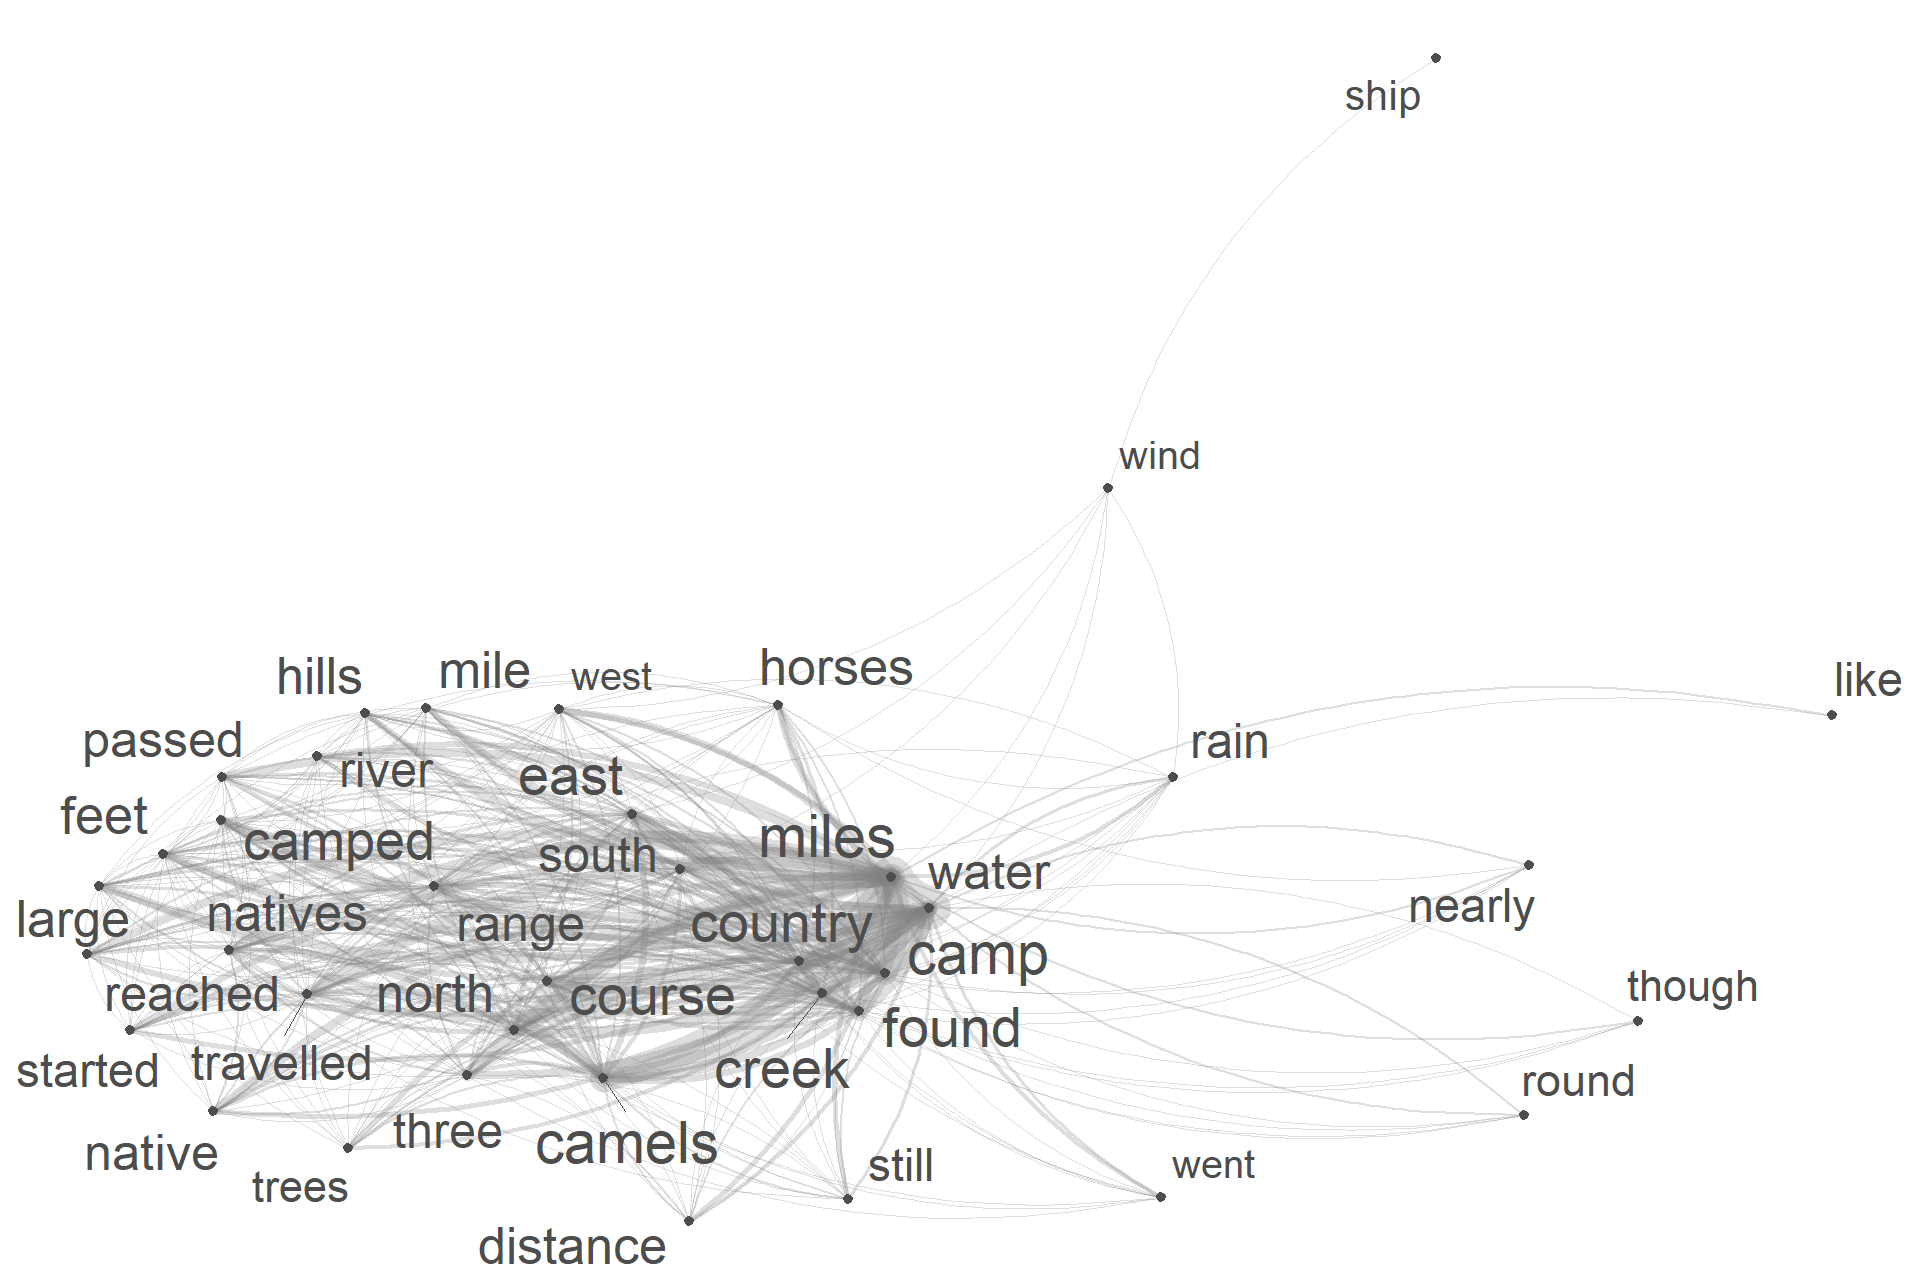 ship
wind
hills
mile
west
horses
like
passed
river
east
rain
feet
camped
south
miles
water
large
natives
range
country
camp
nearly
reached
north
course
found
though
started
travelled
creek
round
native
three
camels
still
went
trees
distance